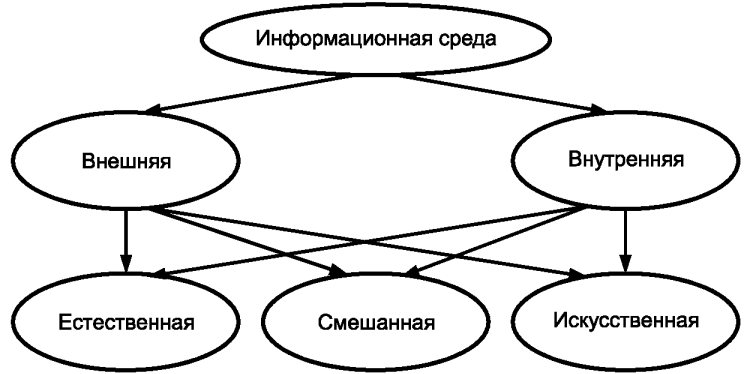 Информационная среда
Внешняя
Внутренняя
Естественная
Смешанная
Искусственная